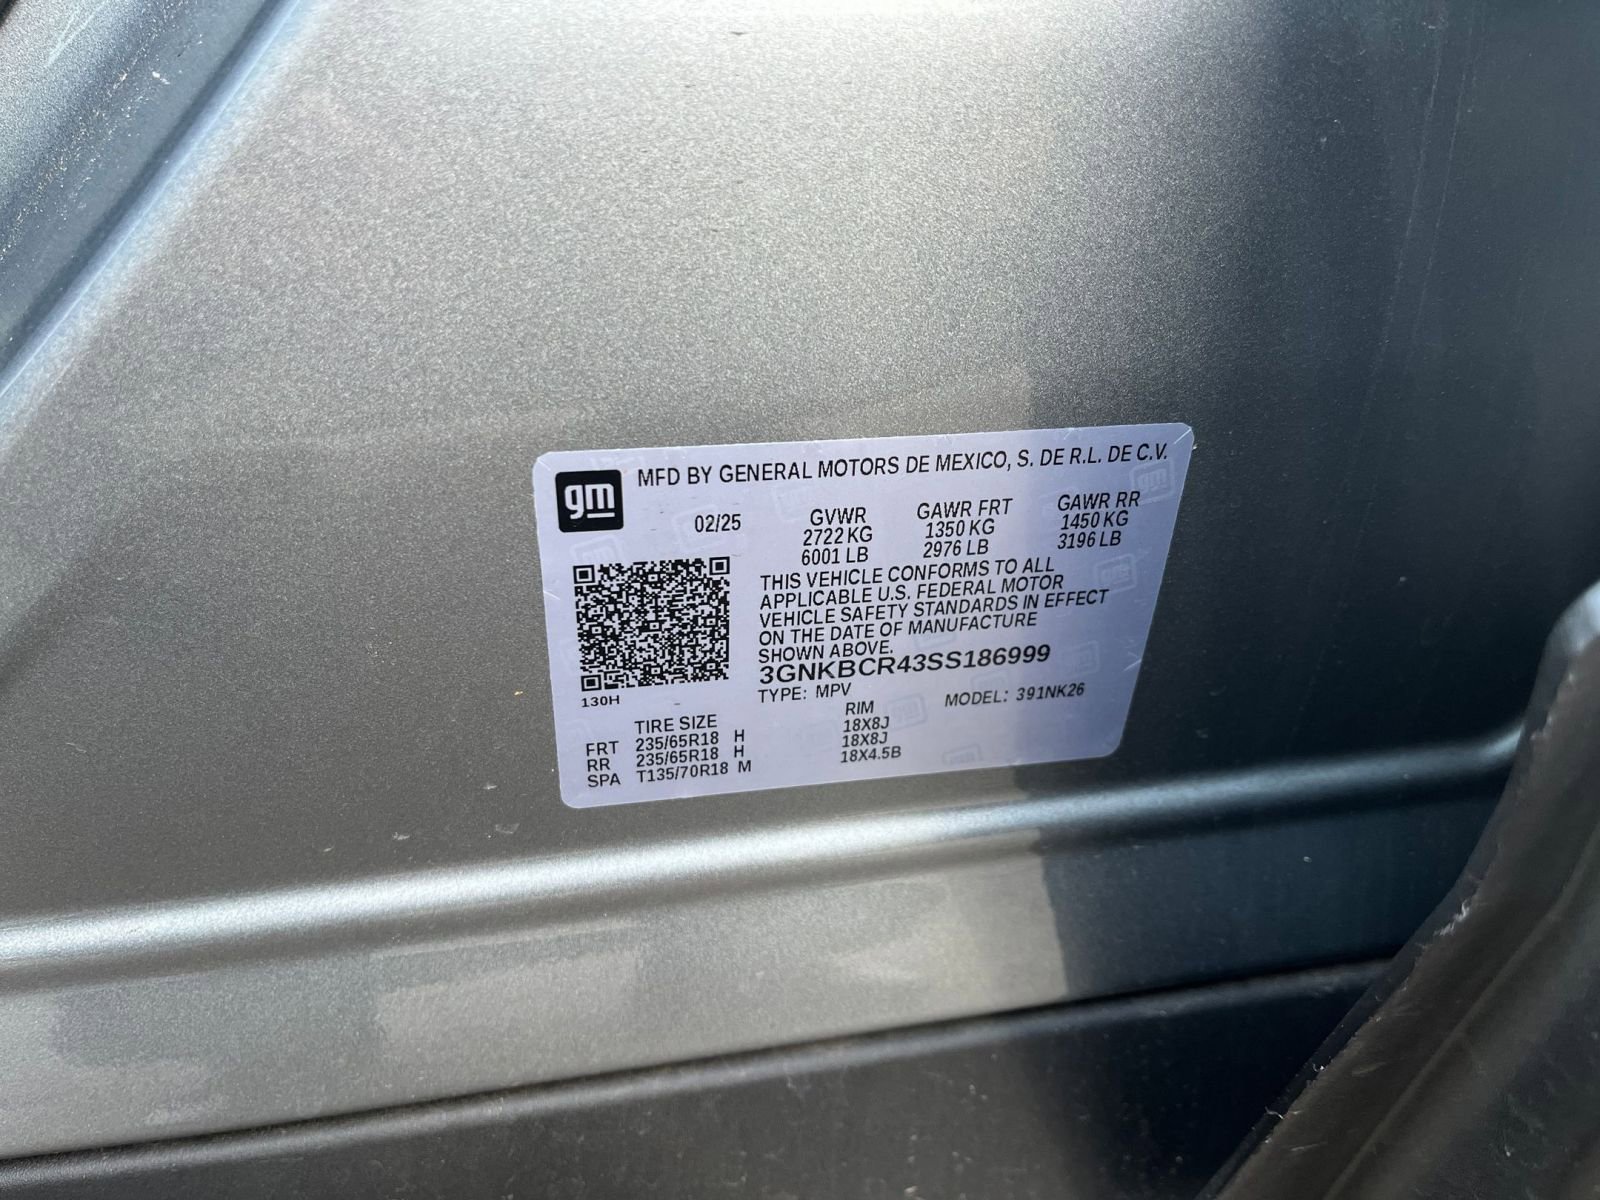 gm
MFD BY GENERAL MOTORS DE MEXICO, S. DE R.L. DE C.V.
02/25
GVWR
2722 KG
6001 LB
GAWR FRT
1350 KG
2976 LB
GAWR RR
1450 KG
3196 LB
THIS VEHICLE CONFORMS TO ALL
APPLICABLE U.S. FEDERAL MOTOR
VEHICLE SAFETY STANDARDS IN EFFECT
ON THE DATE OF MANUFACTURE
SHOWN ABOVE.
3GNKBCR43SS186999
TYPE: MPV
MODEL: 391NK26
130H
TIRE SIZE
RIM
FRT 235/65R18 H 18X8J
RR 235/65R18 H 18X8J
SPA T135/70R18 M 18X4.5B